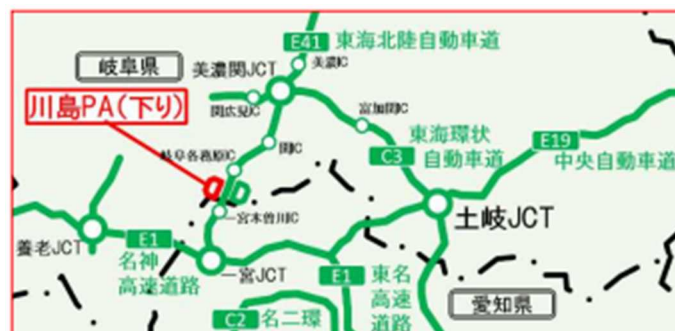 E41 東海北陸自動車道
岐阜県
美濃関JCT
美濃IC
関広見IC
富加関IC
川島PA(下り)
関IC
東海環状
自動車道
C3
E19
中央自動車道
岐阜各務原IC
一宮木曽川IC
土岐JCT
養老JCT
E1
名神
高速道路
一宮JCT
E1
東名
高速
道路
愛知県
C2 名二環